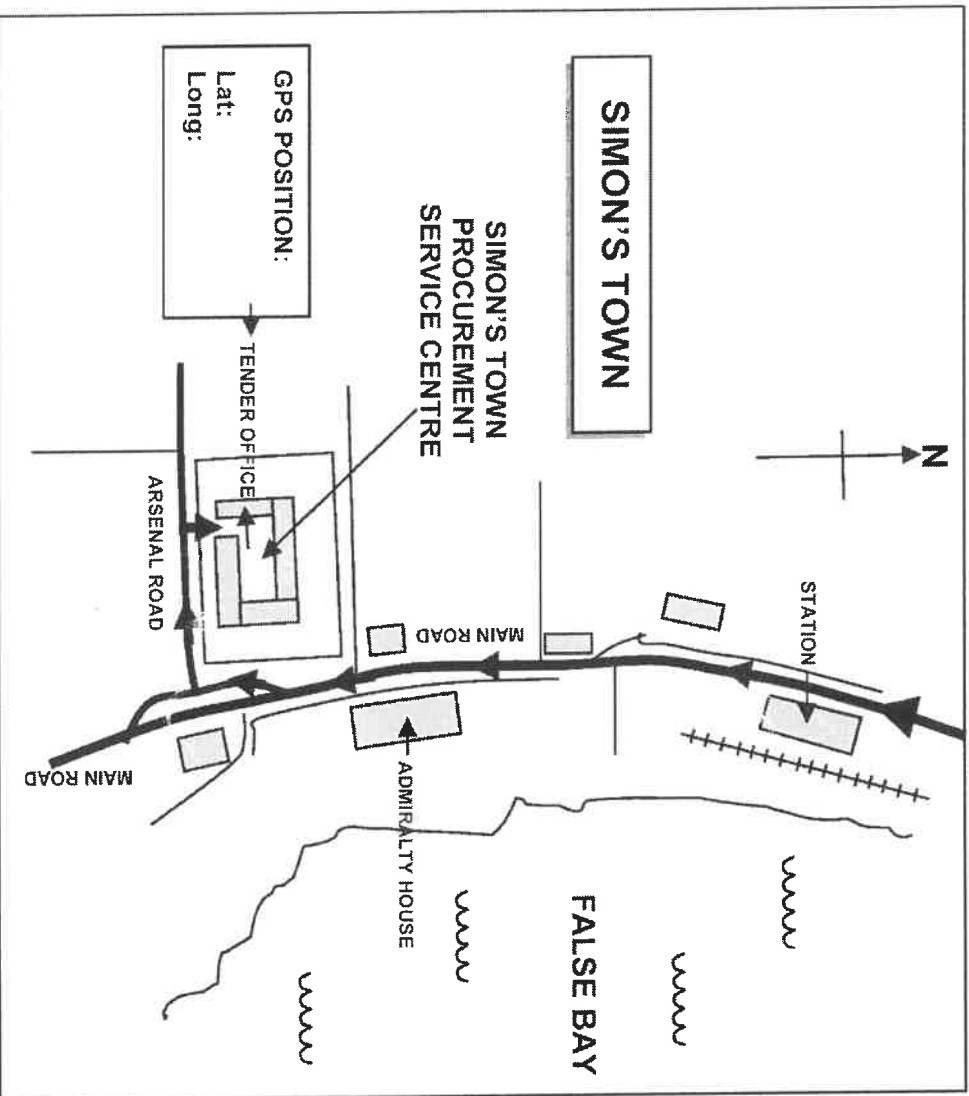 SIMON'S TOWN
N
STATION
FALSE BAY
MAIN ROAD
SIMON'S TOWN
PROCUREMENT
SERVICE CENTRE
ADMIRALTY HOUSE
GPS POSITION:
Lat:
Long:
TENDER OFFICE
ARSENAL ROAD
MAIN ROAD